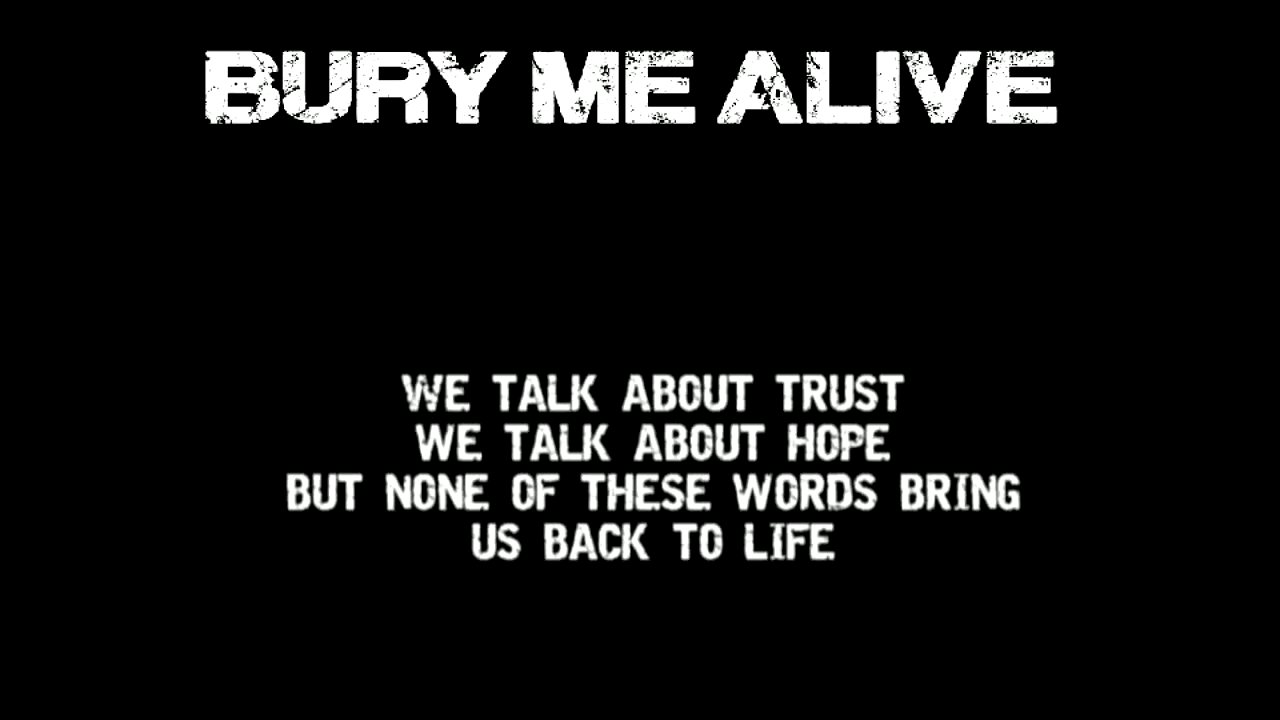 BURY ME ALIVE
WE TALK ABOUT TRUST
WE TALK ABOUT HOPE
BUT NONE OF THESE WORDS BRING
US BACK TO LIFE